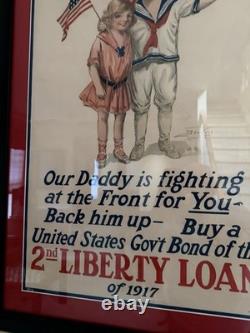 Our Daddy is fighting
at the Front for You-
Back him up- Buy a
United States Gov't Bond of the
2nd LIBERTY LOAN
of 1917